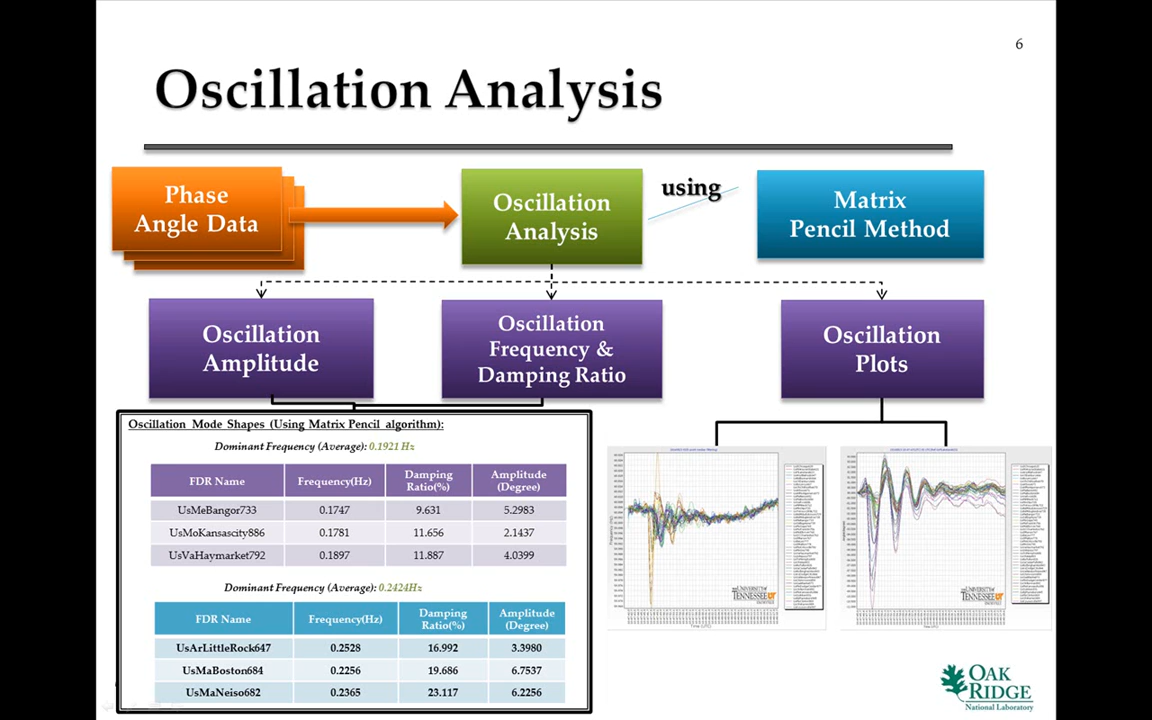 6
Oscillation Analysis
Phase
Angle Data
Oscillation
Analysis
using
Matrix
Pencil Method
Oscillation
Amplitude
Oscillation
Frequency &
Damping Ratio
Oscillation
Plots
Oscillation Mode Shapes (Using Matrix Pencil algorithm):
Dominant Frequency (Average): 0.1921 Hz
FDR Name Frequency(Hz) Damping Ratio(%) Amplitude (Degree)
UsMeBangor733 0.1747 9.631 5.2983
UsMoKansascity886 0.1781 11.656 2.1437
UsVaHaymarket792 0.1897 11.887 4.0399
Dominant Frequency (Average): 0.2424Hz
FDR Name Frequency(Hz) Damping Ratio(%) Amplitude (Degree)
UsArLittleRock647 0.2528 16.992 3.3980
UsMaBoston684 0.2256 19.686 6.7537
UsMaNeiso682 0.2365 23.117 6.2256
UNIVERSITY
TENNESSEE
UNIVERSITY
TENNESSEE
OAK
RIDGE
National Laboratory